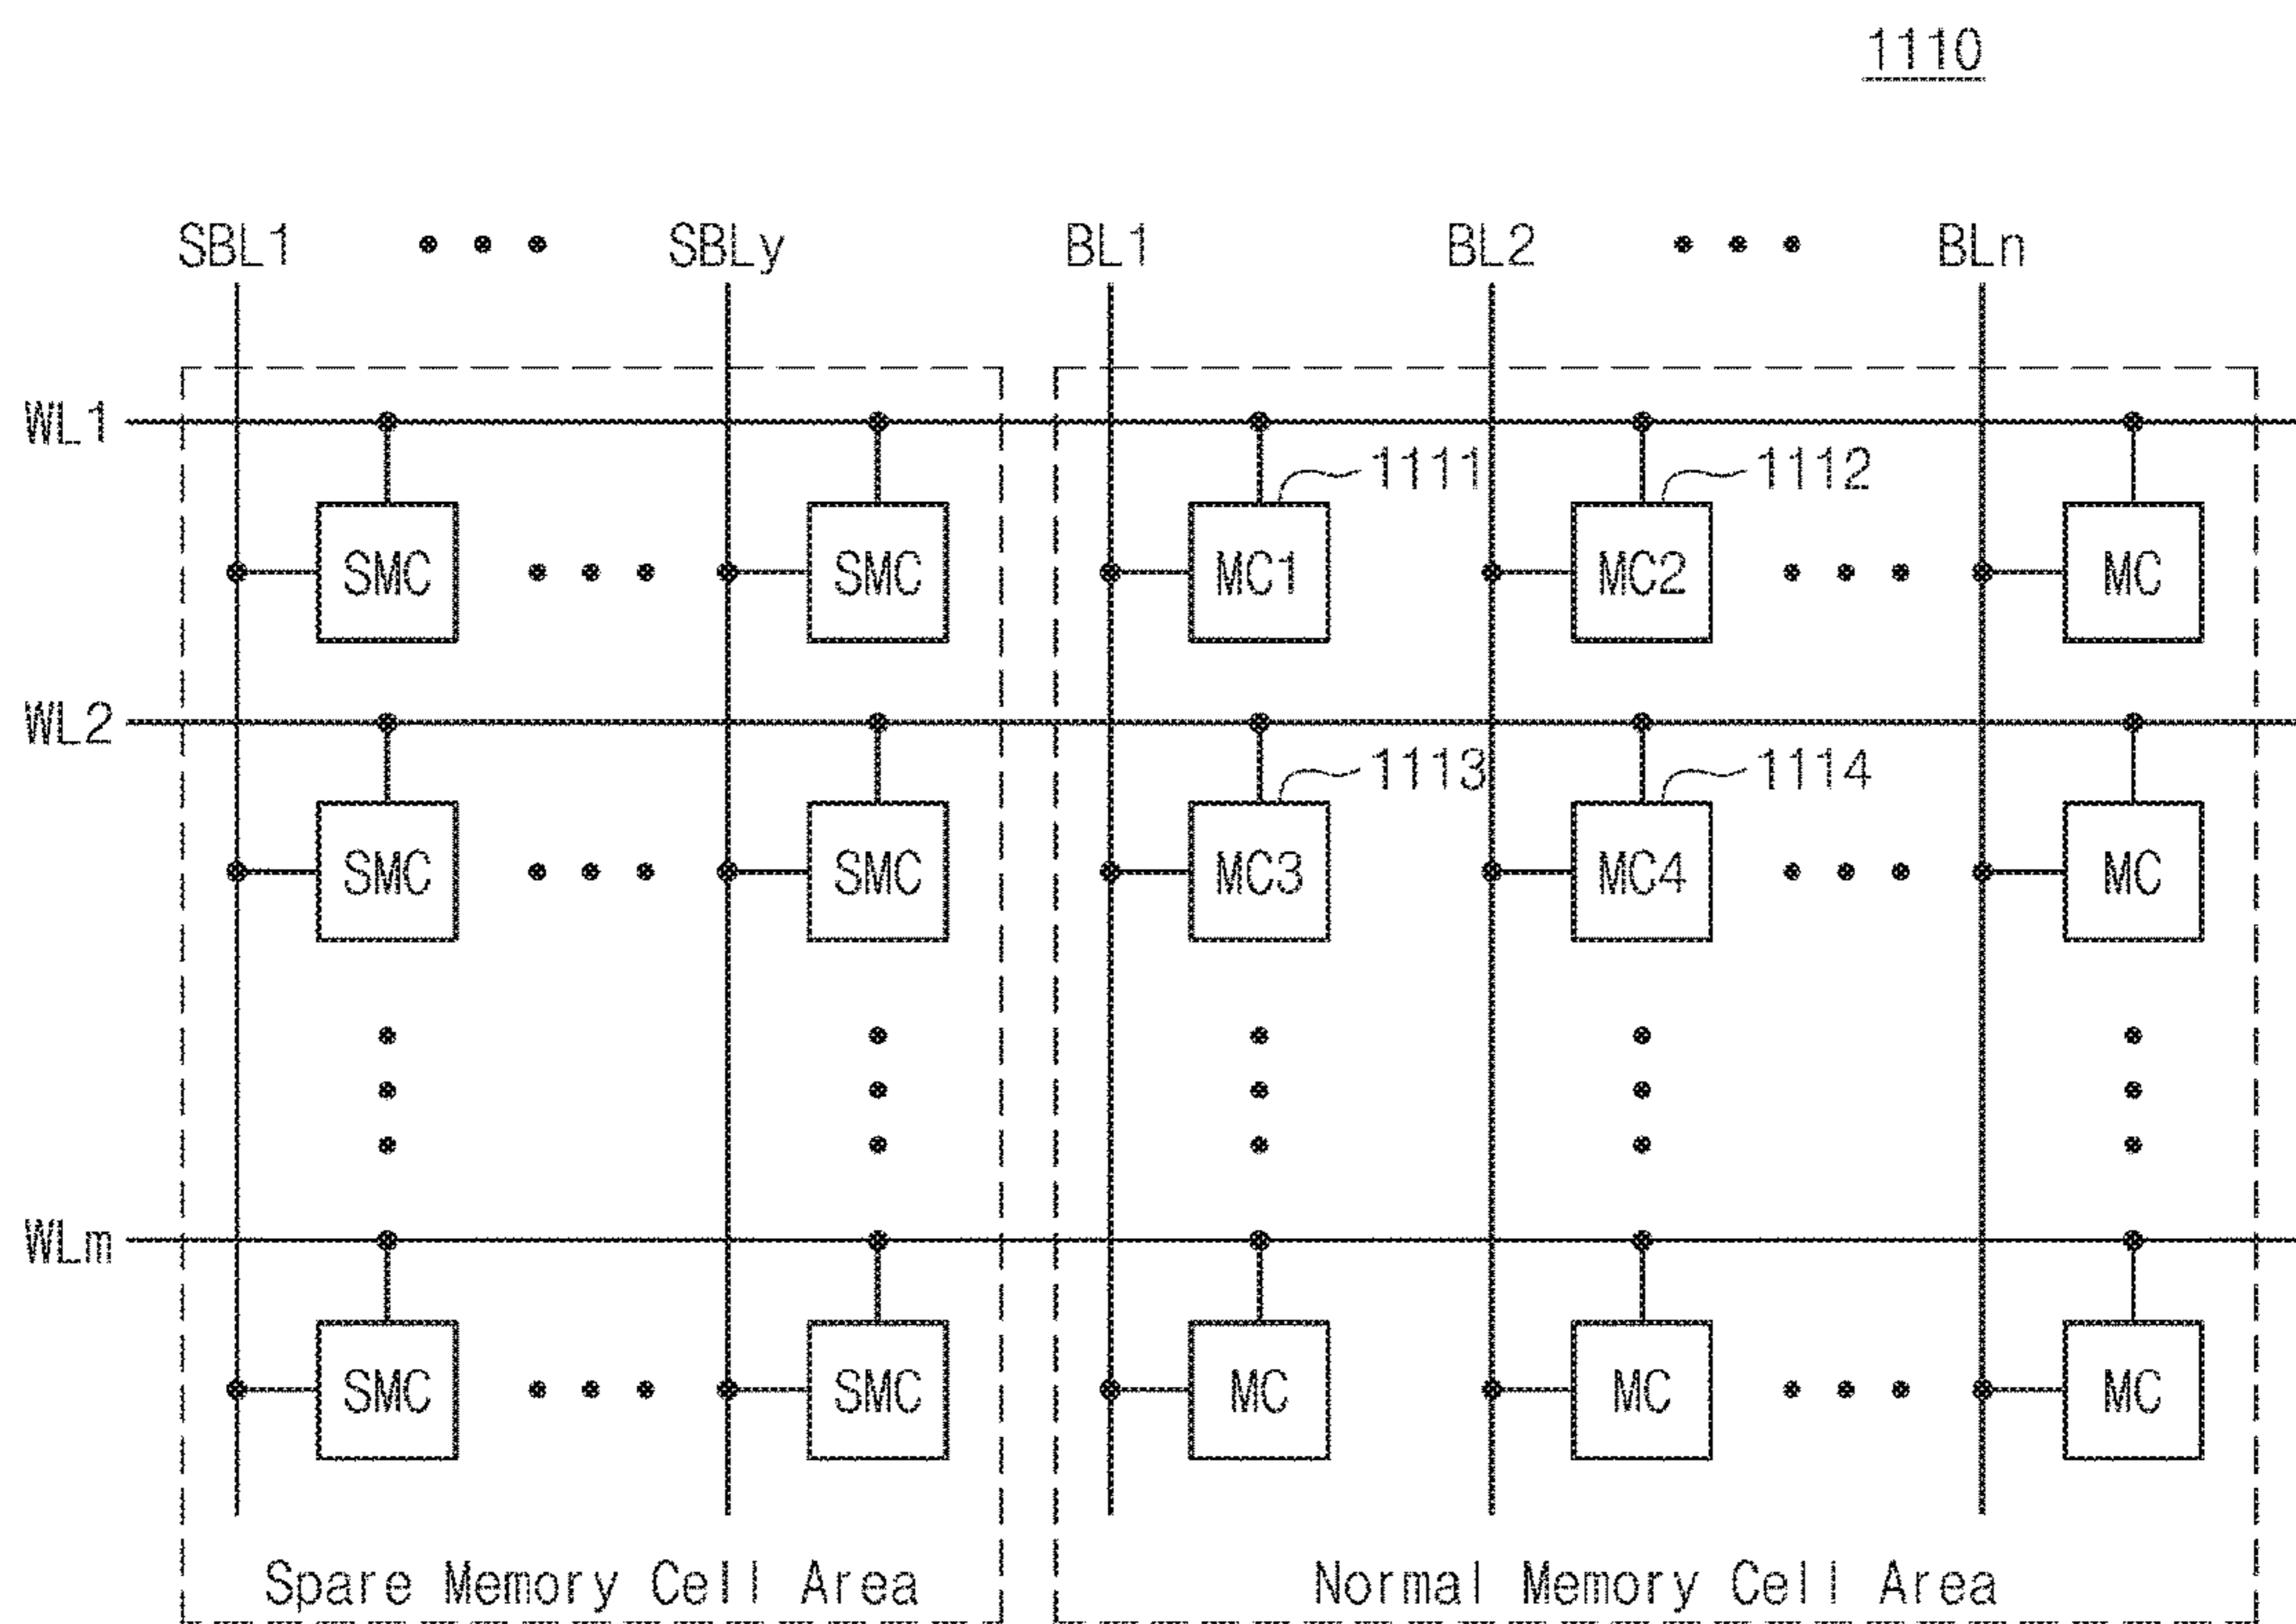 1110
SBL1 • • • SBLy BL1 BL2 • • • BLn
WL1
1111 1112
SMC • • • SMC MC1 MC2 • • • MC
WL2
1113 1114
SMC • • • SMC MC3 MC4 • • • MC
WLm
SMC • • • SMC MC MC • • • MC
Spare Memory Cell Area Normal Memory Cell Area